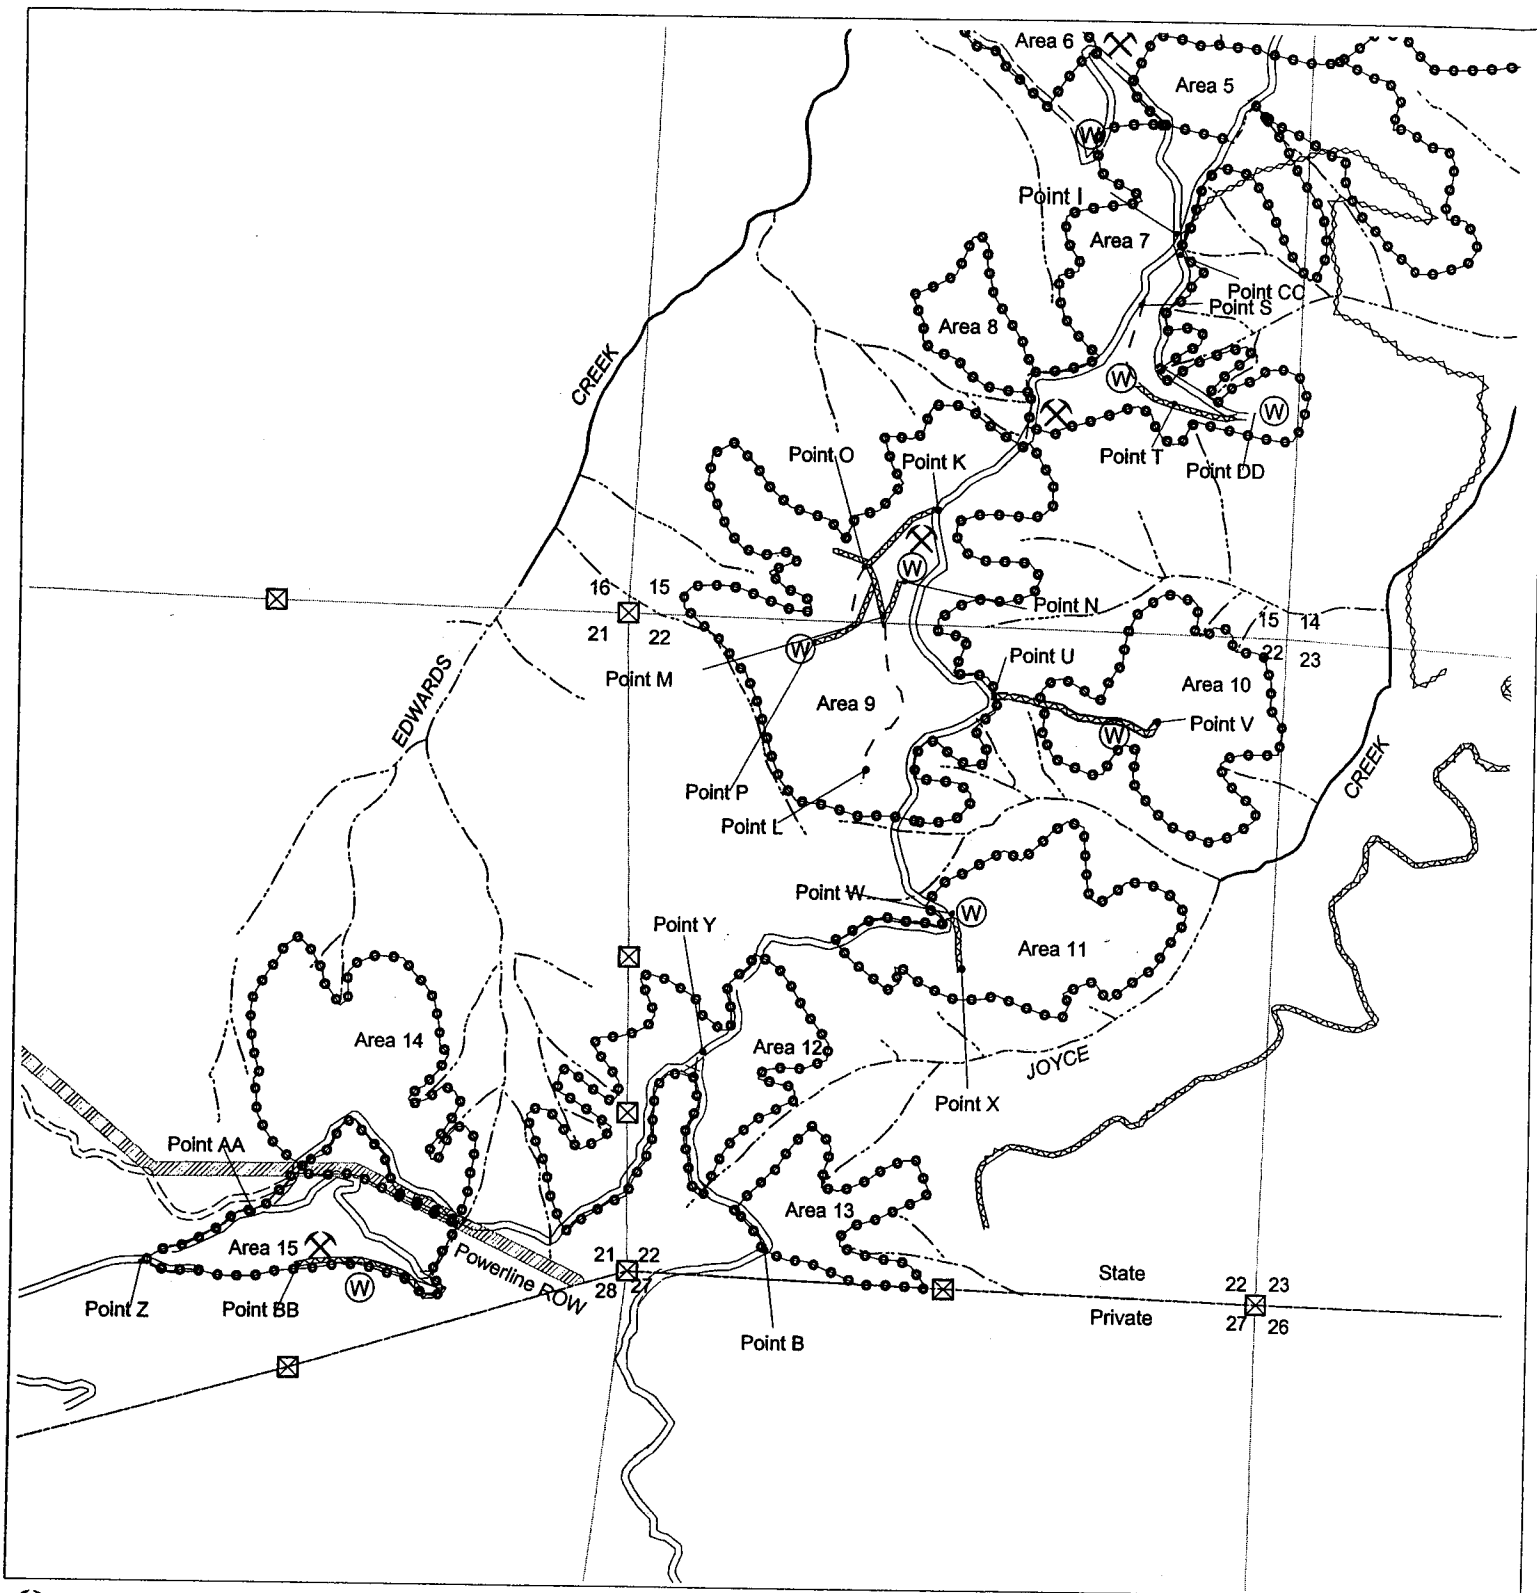 Area 6
Area 5
W
Point I
Area 7
Point CC
Point S
Area 8
CREEK
W
W
Point O
Point K
Point T
Point DD
W
16 15
Point N
15 14
21 22
W
Point U
22 23
Point M
Area 10
EDWARDS
Area 9
Point V
W
CREEK
Point P
Point L
Point W
W
Point Y
Area 11
Area 14
Area 12
JOYCE
Point X
Point AA
Area 13
Area 15
21 22
Powerline ROW
State
22 23
28 27
W
Point Z
Point BB
Private
27 26
Point B